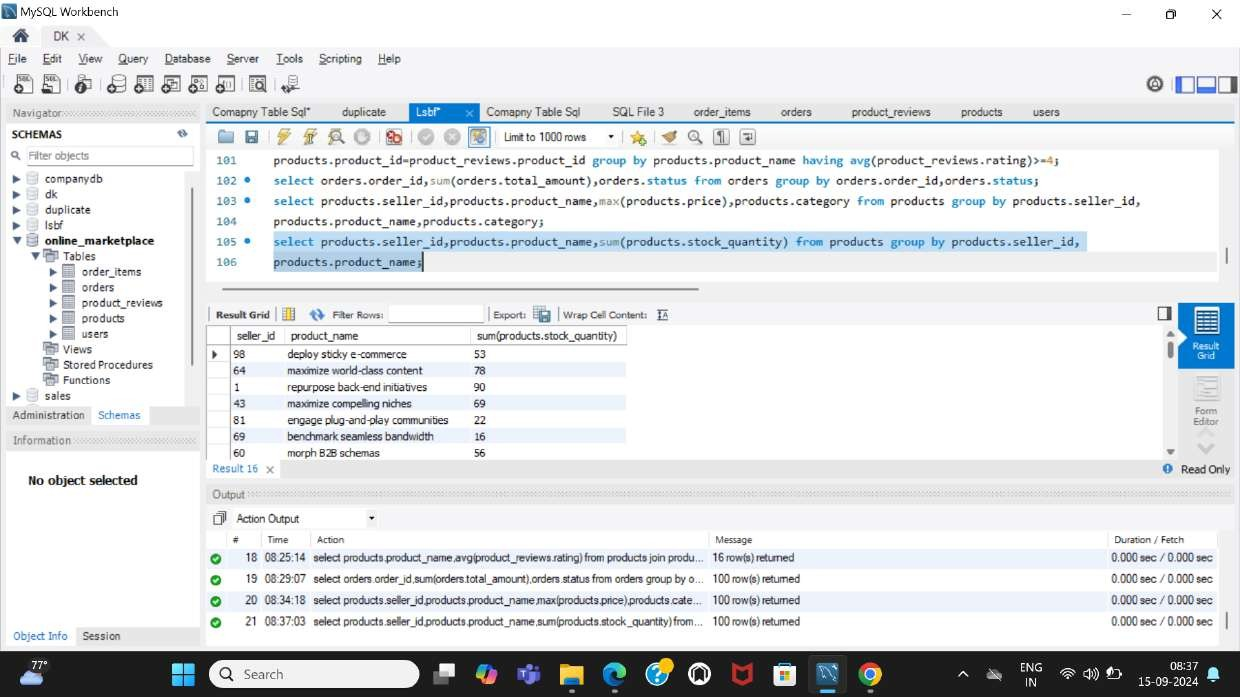 MySQL Workbench
DK
File Edit View Query Database Server Tools Scripting Help
Navigator
SCHEMAS
Filter objects
companydb
dk
duplicate
lsbf
online_marketplace
Tables
order_items
orders
product_reviews
products
users
Views
Stored Procedures
Functions
sales
Administration Schemas
Information
No object selected
Object Info Session
Comapny Table Sql* duplicate Lsbf* Comapny Table Sql SQL File 3 order_items orders product_reviews products users
Limit to 1000 rows
101 products.product_id=product_reviews.product_id group by products.product_name having avg(product_reviews.rating)>=4;
102 select orders.order_id,sum(orders.total_amount),orders.status from orders group by orders.order_id,orders.status;
103 select products.seller_id,products.product_name,max(products.price),products.category from products group by products.seller_id,
104 products.product_name,products.category;
105 select products.seller_id,products.product_name,sum(products.stock_quantity) from products group by products.seller_id,
106 products.product_name;
Result Grid Filter Rows: Export: Wrap Cell Content:
seller_id product_name sum(products.stock_quantity)
98 deploy sticky e-commerce 53
64 maximize world-class content 78
1 repurpose back-end initiatives 90
43 maximize compelling niches 69
81 engage plug-and-play communities 22
69 benchmark seamless bandwidth 16
60 morph B2B schemas 56
Result Grid
Form Editor
Result 16 Read Only
Output
Action Output
# Time Action Message Duration / Fetch
18 08:25:14 select products.product_name,avg(product_reviews.rating) from products join produ... 16 row(s) returned 0.000 sec / 0.000 sec
19 08:29:07 select orders.order_id,sum(orders.total_amount),orders.status from orders group by o... 100 row(s) returned 0.000 sec / 0.000 sec
20 08:34:18 select products.seller_id,products.product_name,max(products.price),products.cate... 100 row(s) returned 0.000 sec / 0.000 sec
21 08:37:03 select products.seller_id,products.product_name,sum(products.stock_quantity) from... 100 row(s) returned 0.000 sec / 0.000 sec
77°
Search
ENG
IN
08:37
15-09-2024